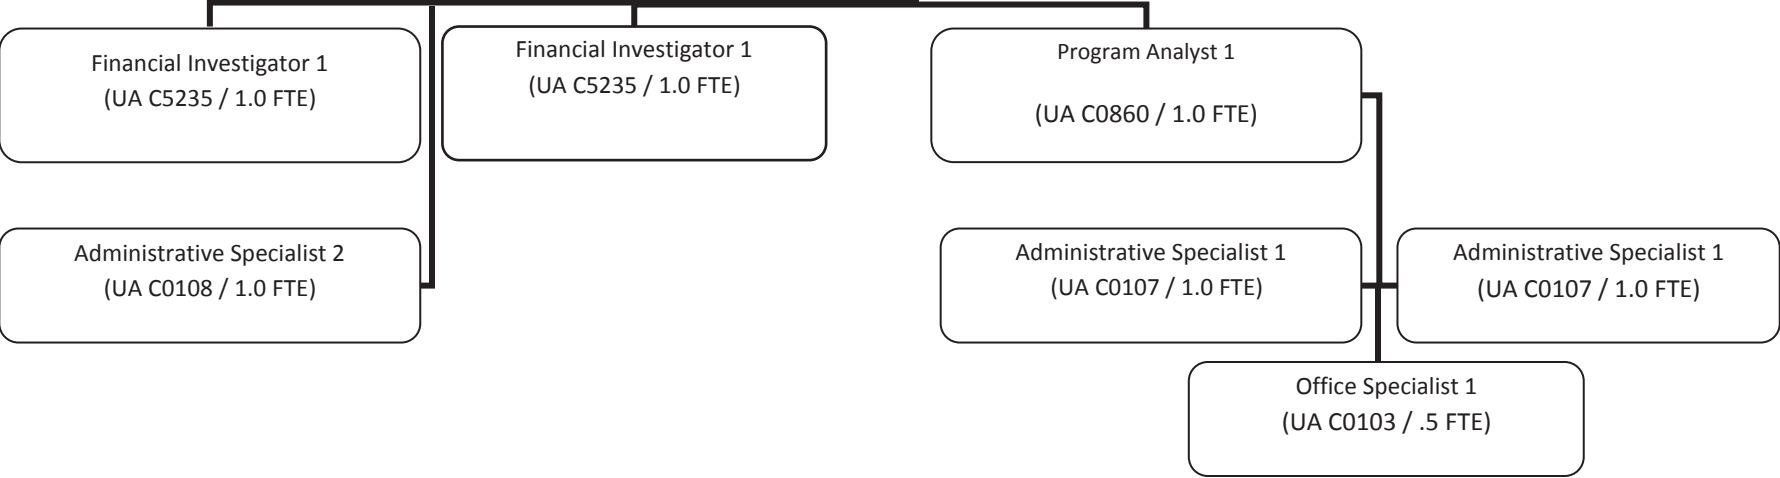 Financial Investigator 1
(UA C5235 / 1.0 FTE)
Financial Investigator 1
(UA C5235 / 1.0 FTE)
Program Analyst 1
(UA C0860 / 1.0 FTE)
Administrative Specialist 2
(UA C0108 / 1.0 FTE)
Administrative Specialist 1
(UA C0107 / 1.0 FTE)
Administrative Specialist 1
(UA C0107 / 1.0 FTE)
Office Specialist 1
(UA C0103 / .5 FTE)